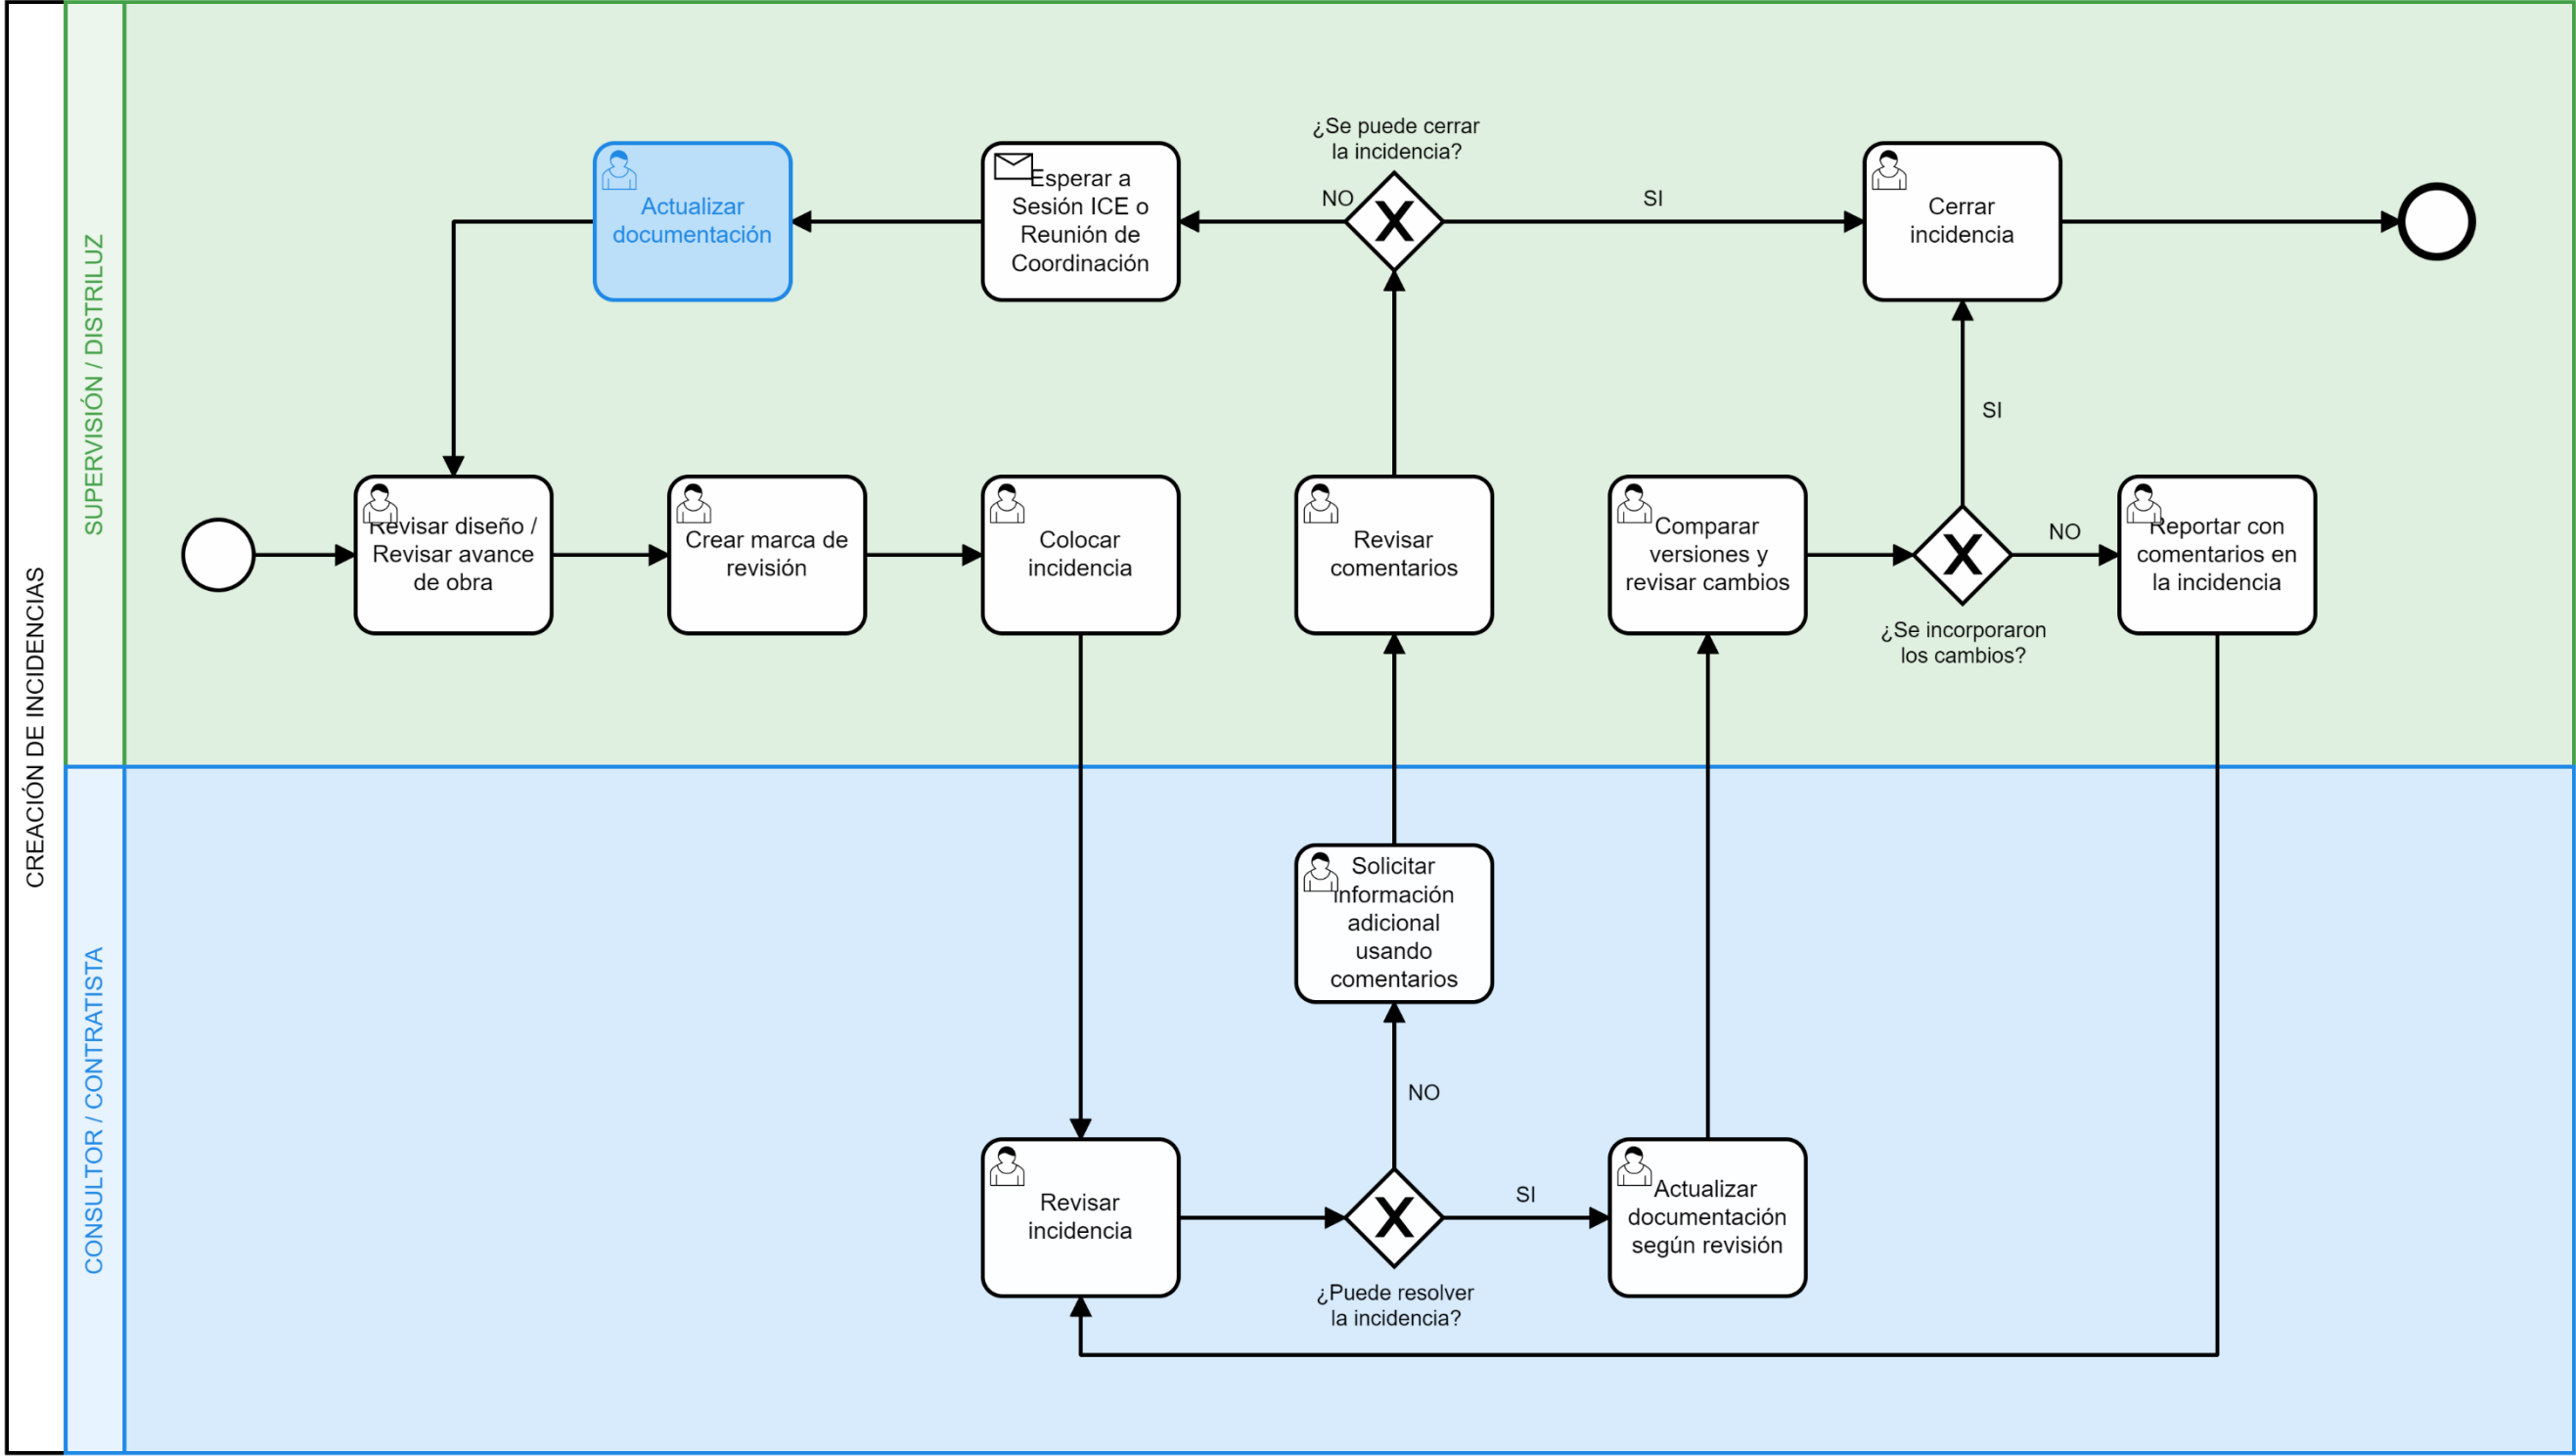 CREACIÓN DE INCIDENCIAS
SUPERVISIÓN / DISTRILUZ
¿Se puede cerrar
la incidencia?
Actualizar
documentación
Esperar a
Sesión ICE o
Reunión de
Coordinación
NO
SI
Cerrar
incidencia
SI
Revisar diseño /
Revisar avance
de obra
Crear marca de
revisión
Colocar
incidencia
Revisar
comentarios
Comparar
versiones y
revisar cambios
NO
¿Se incorporaron
los cambios?
Reportar con
comentarios en
la incidencia
CONSULTOR / CONTRATISTA
Solicitar
información
adicional
usando
comentarios
NO
Revisar
incidencia
¿Puede resolver
la incidencia?
SI
Actualizar
documentación
según revisión